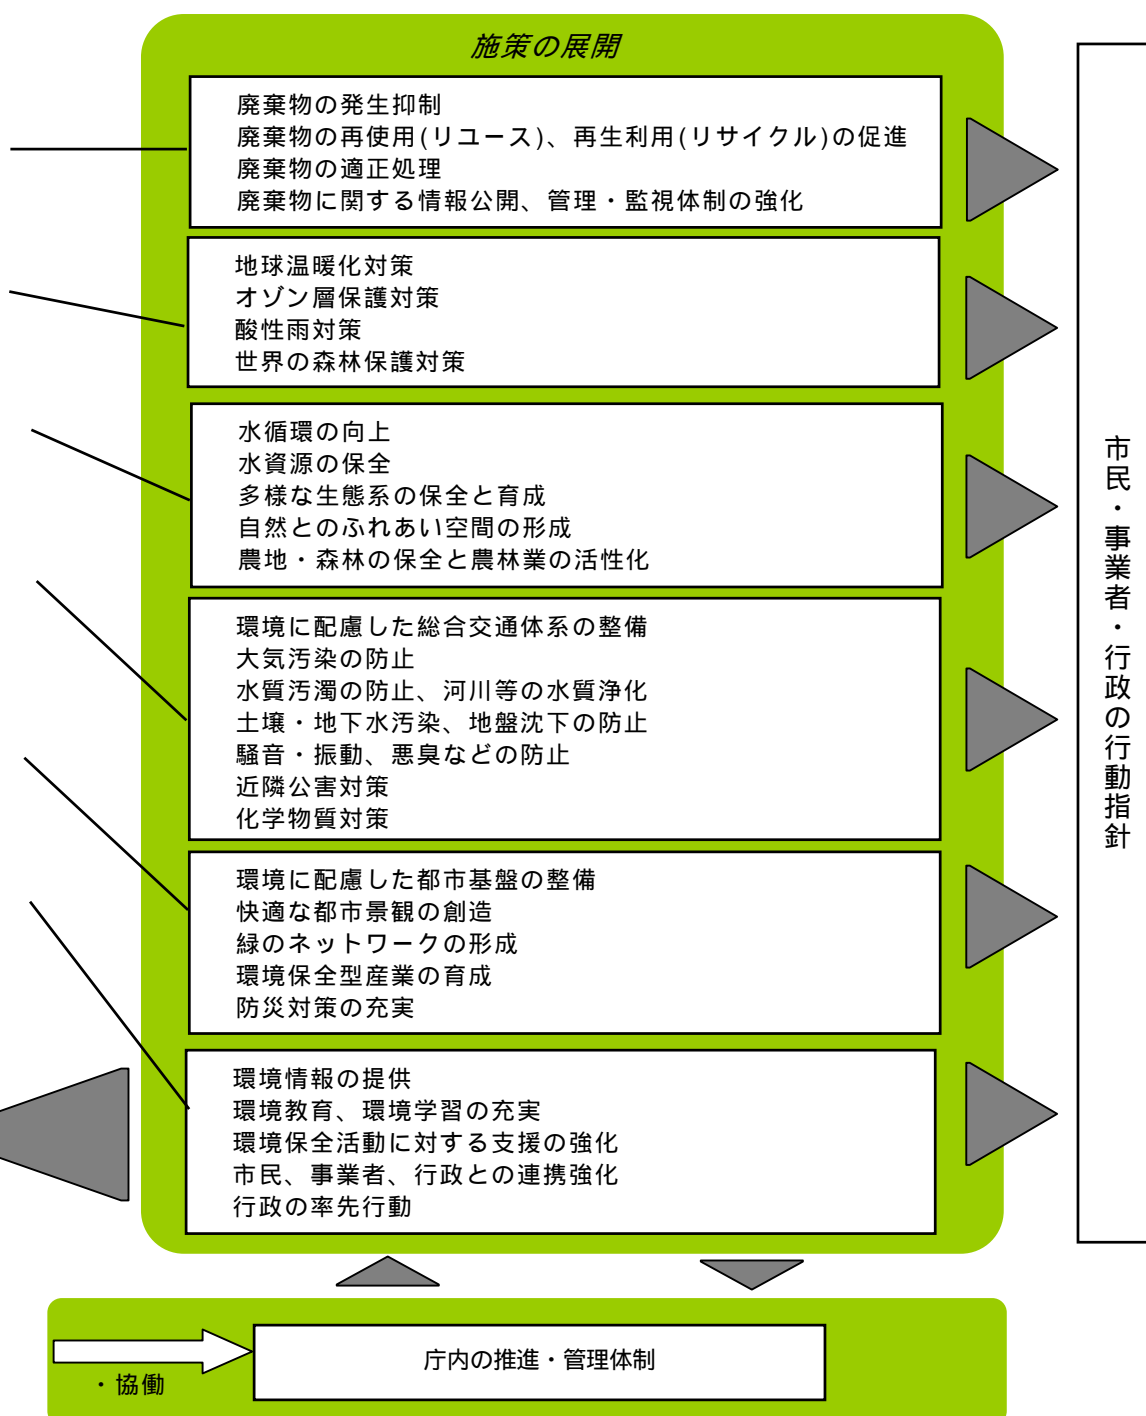 施策の展開
廃棄物の発生抑制
廃棄物の再使用(リユース)、再生利用(リサイクル)の促進
廃棄物の適正処理
廃棄物に関する情報公開、管理・監視体制の強化
地球温暖化対策
オゾン層保護対策
酸性雨対策
世界の森林保護対策
水循環の向上
水資源の保全
多様な生態系の保全と育成
自然とのふれあい空間の形成
農地・森林の保全と農林業の活性化
環境に配慮した総合交通体系の整備
大気汚染の防止
水質汚濁の防止、河川等の水質浄化
土壌・地下水汚染、地盤沈下の防止
騒音・振動、悪臭などの防止
近隣公害対策
化学物質対策
環境に配慮した都市基盤の整備
快適な都市景観の創造
緑のネットワークの形成
環境保全型産業の育成
防災対策の充実
環境情報の提供
環境教育、環境学習の充実
環境保全活動に対する支援の強化
市民、事業者、行政との連携強化
行政の率先行動
市民・事業者・行政の行動指針
庁内の推進・管理体制
・協働